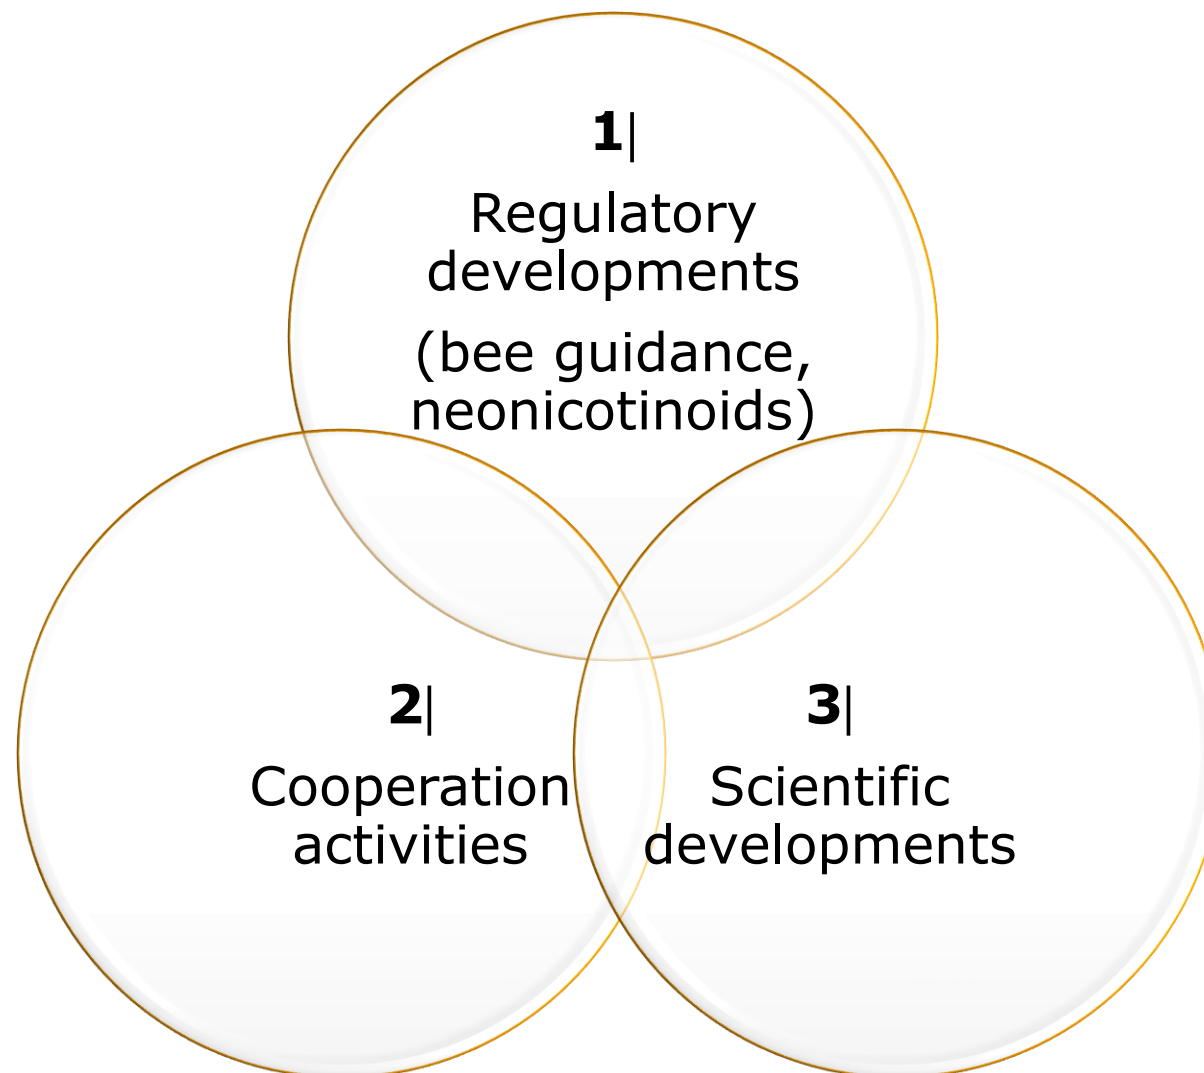 1|
Regulatory
developments
(bee guidance,
neonicotinoids)
2|
Cooperation
activities
3|
Scientific
developments